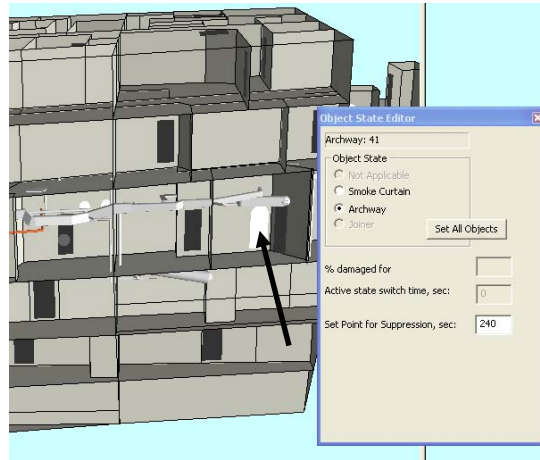 Object State Editor
Archway: 41
Object State
Not Applicable
Smoke Curtain
Archway
Joiner
Set All Objects
% damaged for
Active state switch time, sec: 0
Set Point for Suppression, sec: 240